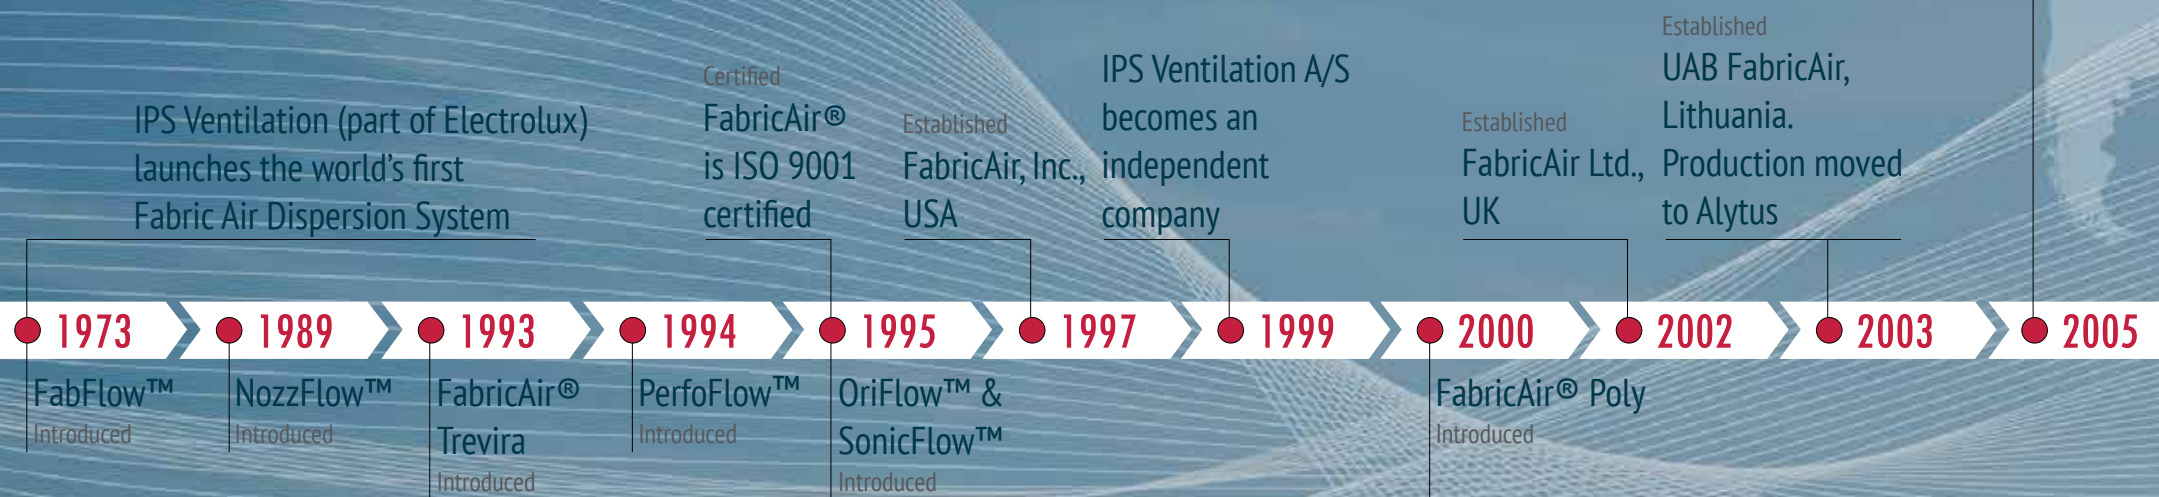 IPS Ventilation (part of Electrolux)
launches the world's first
Fabric Air Dispersion System
Certified
FabricAir®
is ISO 9001
certified
Established
FabricAir, Inc.,
USA
IPS Ventilation A/S
becomes an
independent
company
Established
FabricAir Ltd.,
UK
Established
UAB FabricAir,
Lithuania.
Production moved
to Alytus
1973
1989
1993
1994
1995
1997
1999
2000
2002
2003
2005
FabFlow™
Introduced
NozzFlow™
Introduced
FabricAir®
Trevira
Introduced
PerfoFlow™
Introduced
OriFlow™ &
SonicFlow™
Introduced
FabricAir® Poly
Introduced